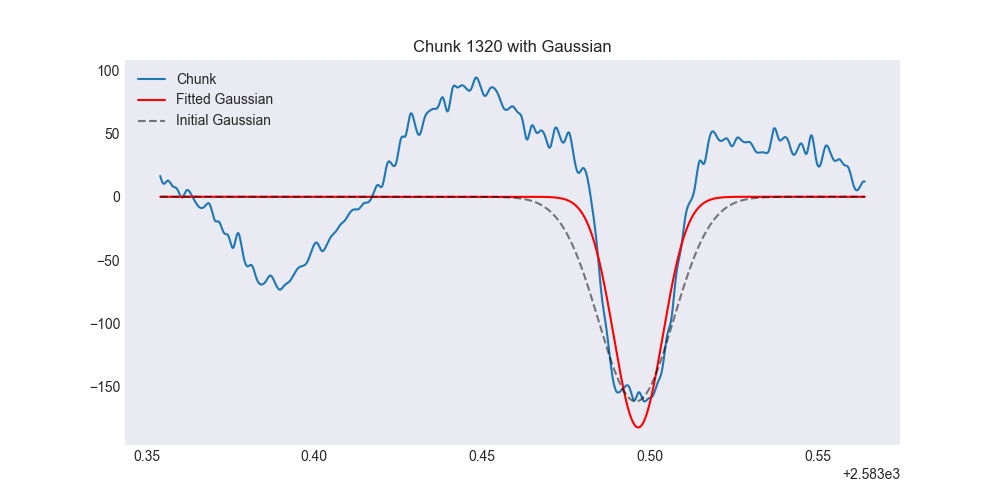 Chunk 1320 with Gaussian
Chunk
Fitted Gaussian
Initial Gaussian
100
50
0
−50
−100
−150
0.35 0.40 0.45 0.50 0.55
+2.583e3